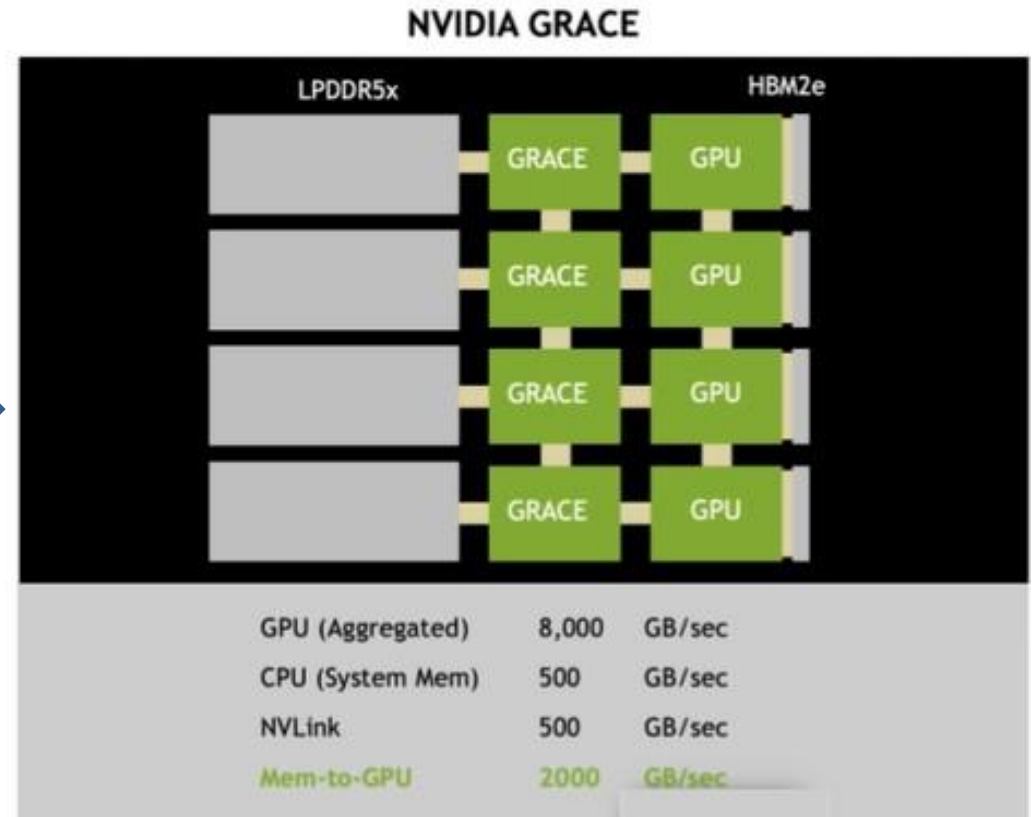 NVIDIA GRACE
LPDDR5x HBM2e
GRACE GPU
GRACE GPU
GRACE GPU
GRACE GPU
GPU (Aggregated) 8,000 GB/sec
CPU (System Mem) 500 GB/sec
NVLink 500 GB/sec
Mem-to-GPU 2000 GB/sec